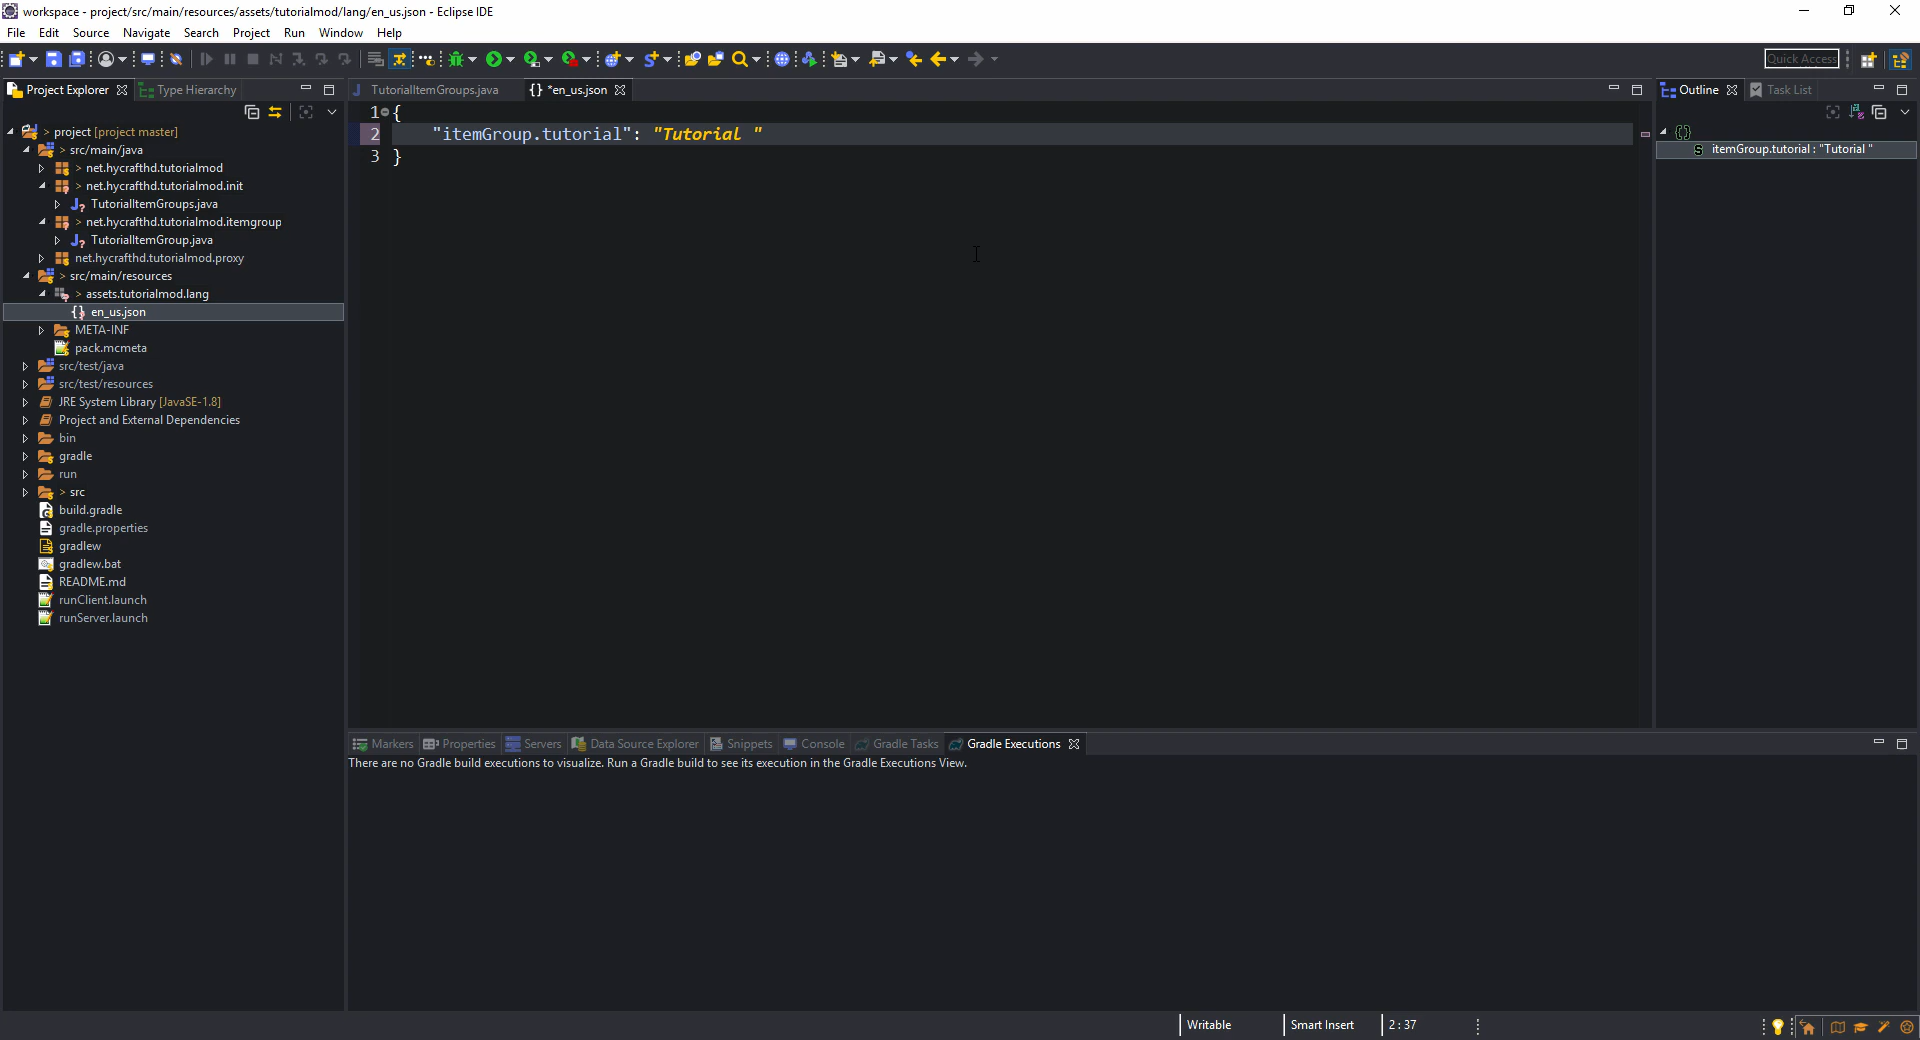 workspace - project/src/main/resources/assets/tutorialmod/lang/en_us.json - Eclipse IDE
File Edit Source Navigate Search Project Run Window Help
Quick Access
Project Explorer Type Hierarchy
TutorialItemGroups.java *en_us.json
Outline Task List
> project [project master]
> src/main/java
> net.hycrafthd.tutorialmod
> net.hycrafthd.tutorialmod.init
TutorialItemGroups.java
> net.hycrafthd.tutorialmod.itemgroup
TutorialItemGroup.java
net.hycrafthd.tutorialmod.proxy
> src/main/resources
> assets.tutorialmod.lang
en_us.json
META-INF
pack.mcmeta
src/test/java
src/test/resources
JRE System Library [JavaSE-1.8]
Project and External Dependencies
bin
gradle
run
> src
build.gradle
gradle.properties
gradlew
gradlew.bat
README.md
runClient.launch
runServer.launch
1 {
2 "itemGroup.tutorial": "Tutorial "
3 }
{}
itemGroup.tutorial : "Tutorial "
Markers Properties Servers Data Source Explorer Snippets Console Gradle Tasks Gradle Executions
There are no Gradle build executions to visualize. Run a Gradle build to see its execution in the Gradle Executions View.
Writable Smart Insert 2 : 37